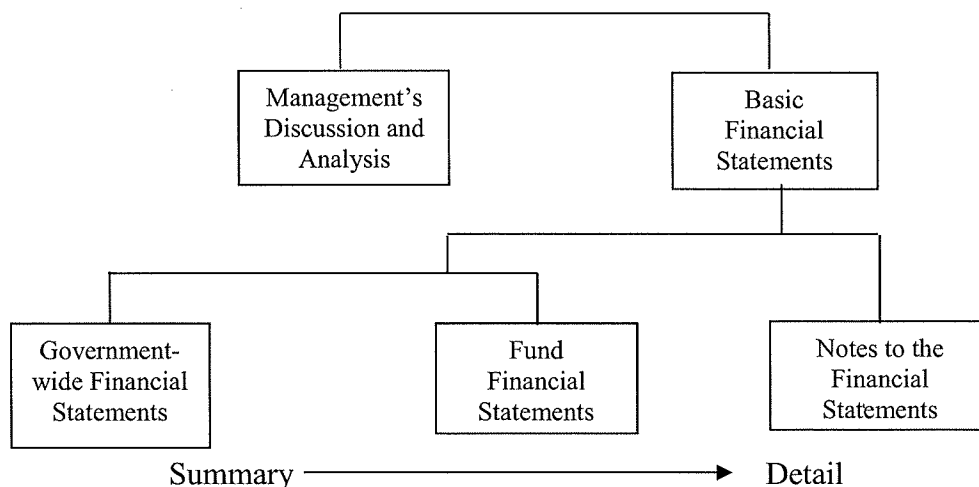 Management's
Discussion and
Analysis
Basic
Financial
Statements
Government-
wide Financial
Statements
Fund
Financial
Statements
Notes to the
Financial
Statements
Summary
Detail